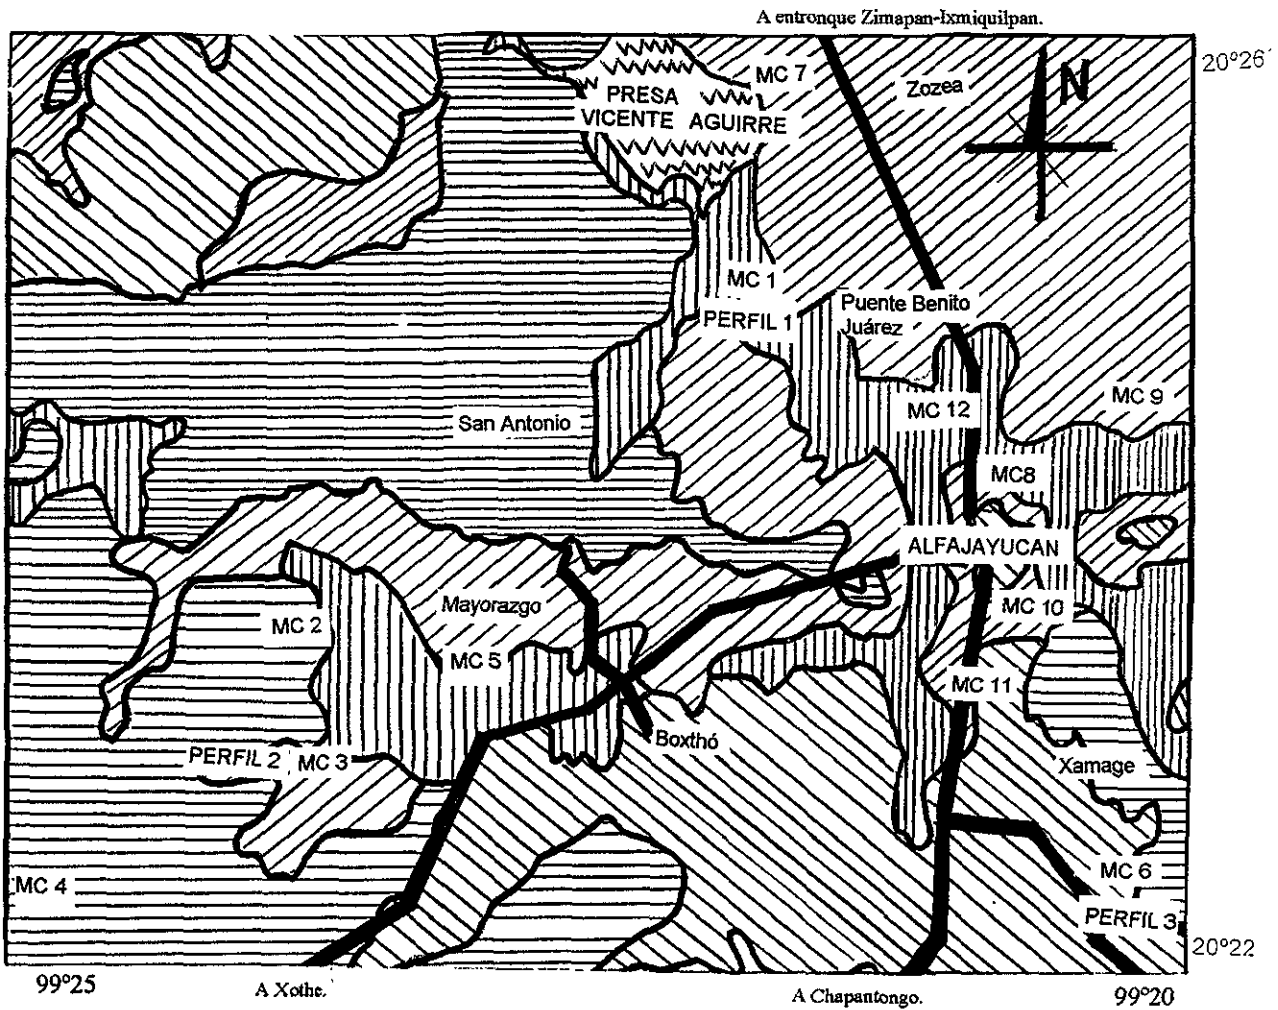 A entronque Zimapan-Ixmiquilpan.
20°26'
MC 7
Zozea
N
PRESA
VICENTE AGUIRRE
MC 1
PERFIL 1
Puente Benito
Juárez
MC 9
MC 12
San Antonio
MC8
ALFAJAYUCAN
Mayorazgo
MC 10
MC 2
MC 5
MC 11
Boxthó
PERFIL 2
MC 3
Xamage
MC 4
MC 6
PERFIL 3
20°22
99°25
A Xothe.
A Chapantongo.
99°20